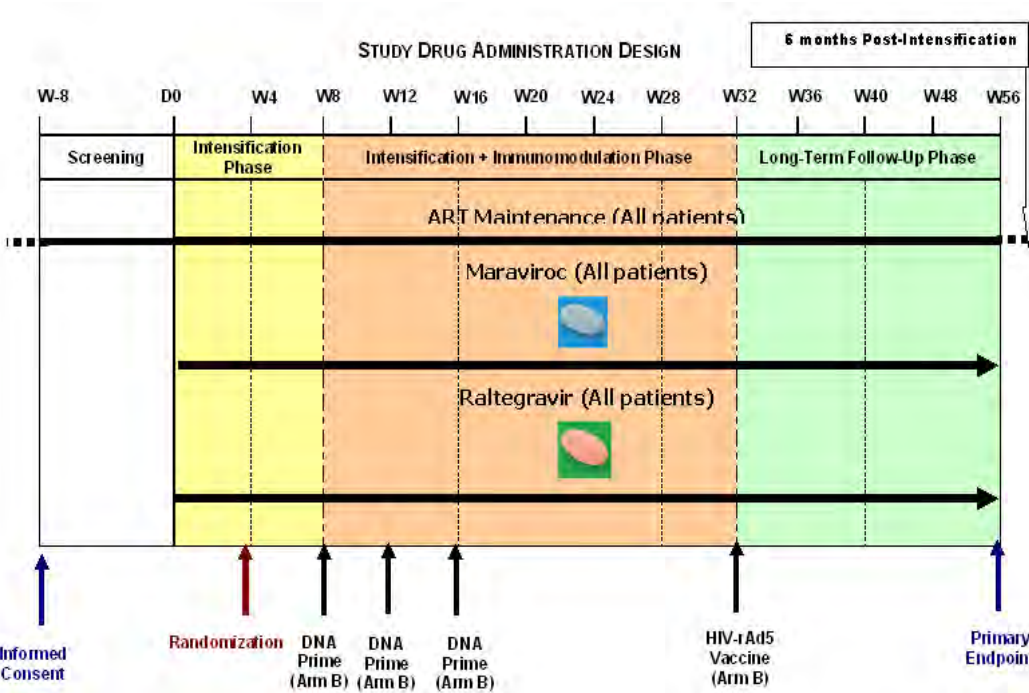 6 months Post-Intensification
STUDY DRUG ADMINISTRATION DESIGN
W-8 D0 W4 W8 W12 W16 W20 W24 W28 W32 W36 W40 W48 W56
Screening
Intensification
Phase
Intensification + Immunomodulation Phase
Long-Term Follow-Up Phase
ART Maintenance (All patients)
Maraviroc (All patients)
Raltegravir (All patients)
Informed
Consent
Randomization
DNA
Prime
(Arm B)
DNA
Prime
(Arm B)
DNA
Prime
(Arm B)
HIV-rAd5
Vaccine
(Arm B)
Primary
Endpoin